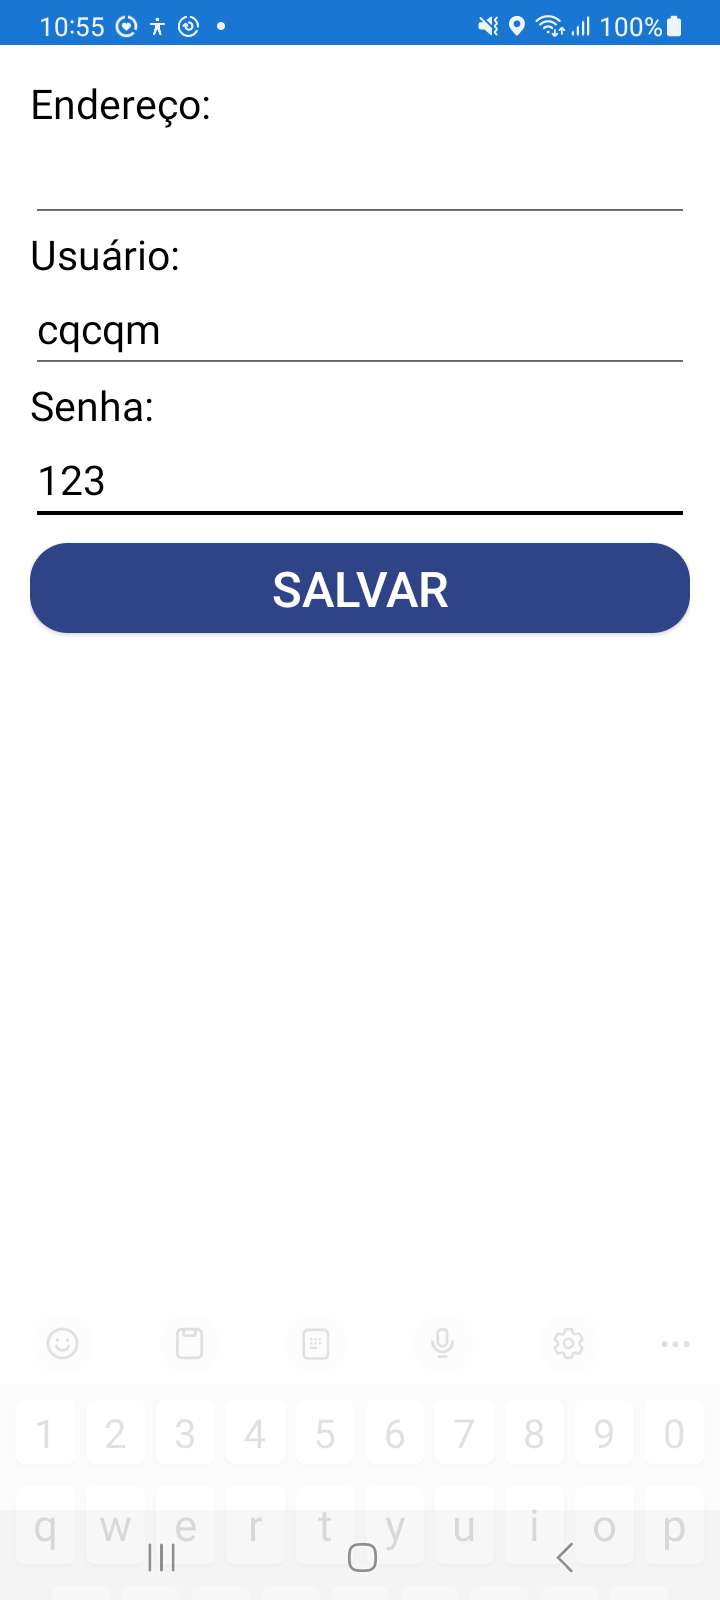 10:55 100%
Endereço:
Usuário:
cqcqm
Senha:
123
SALVAR
1 2 3 4 5 6 7 8 9 0
q w e r t y u i o p